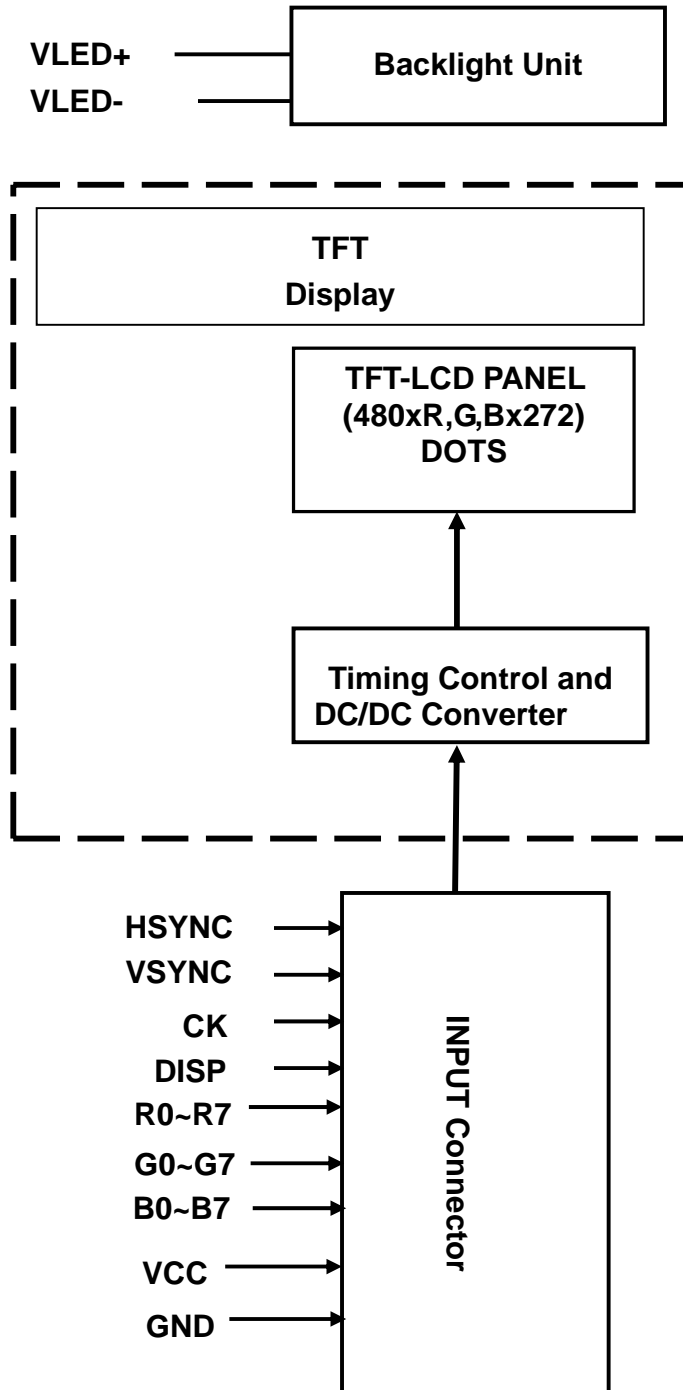 VLED+
VLED-
Backlight Unit
TFT
Display
TFT-LCD PANEL
(480xR,G,Bx272)
DOTS
Timing Control and
DC/DC Converter
HSYNC
VSYNC
CK
DISP
R0~R7
G0~G7
B0~B7
VCC
GND
INPUT Connector